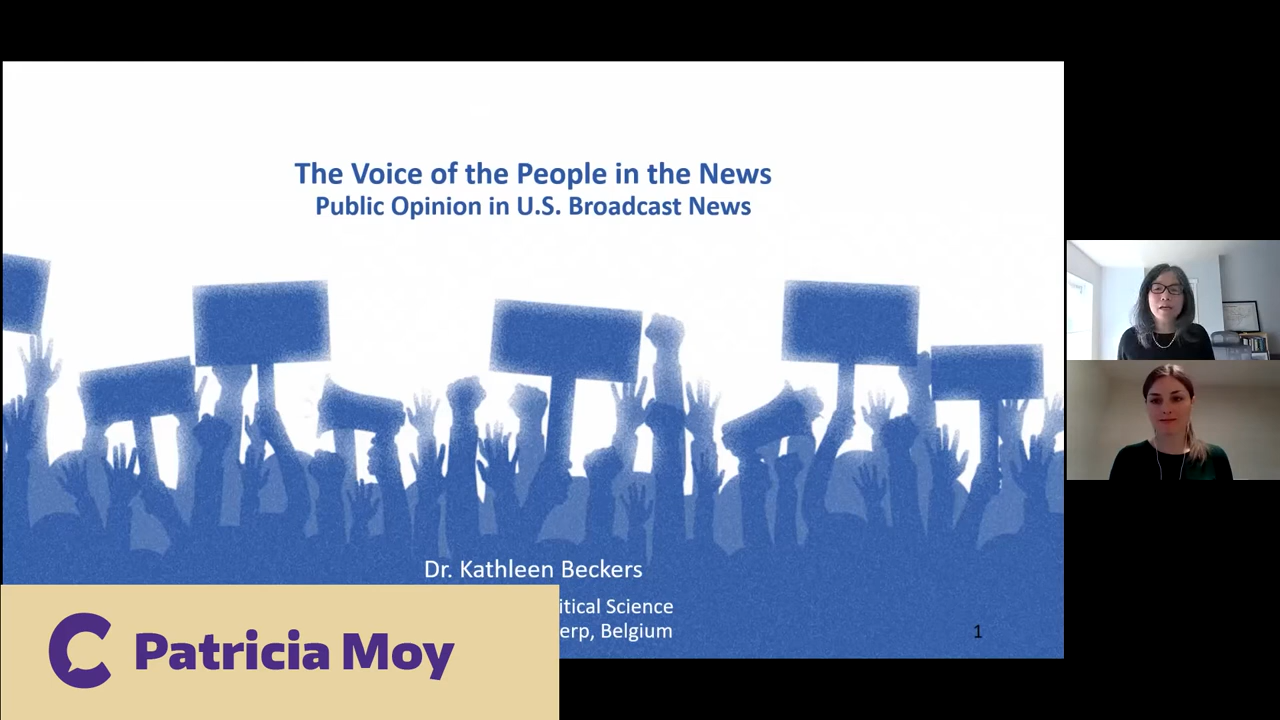 The Voice of the People in the News
Public Opinion in U.S. Broadcast News
Dr. Kathleen Beckers
itical Science
erp, Belgium
1
Patricia Moy